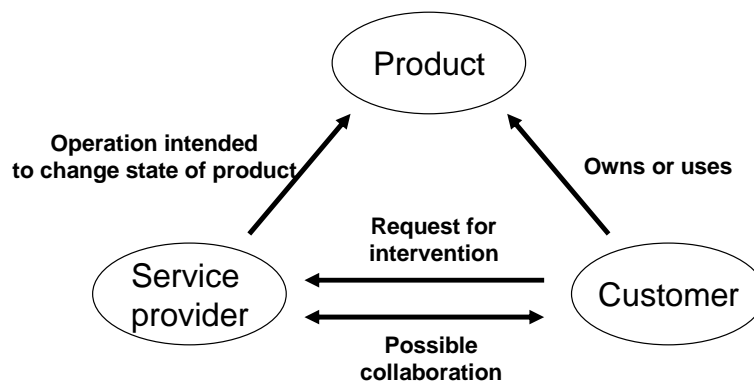 Product
Operation intended
to change state of product
Owns or uses
Request for
intervention
Service
provider
Customer
Possible
collaboration